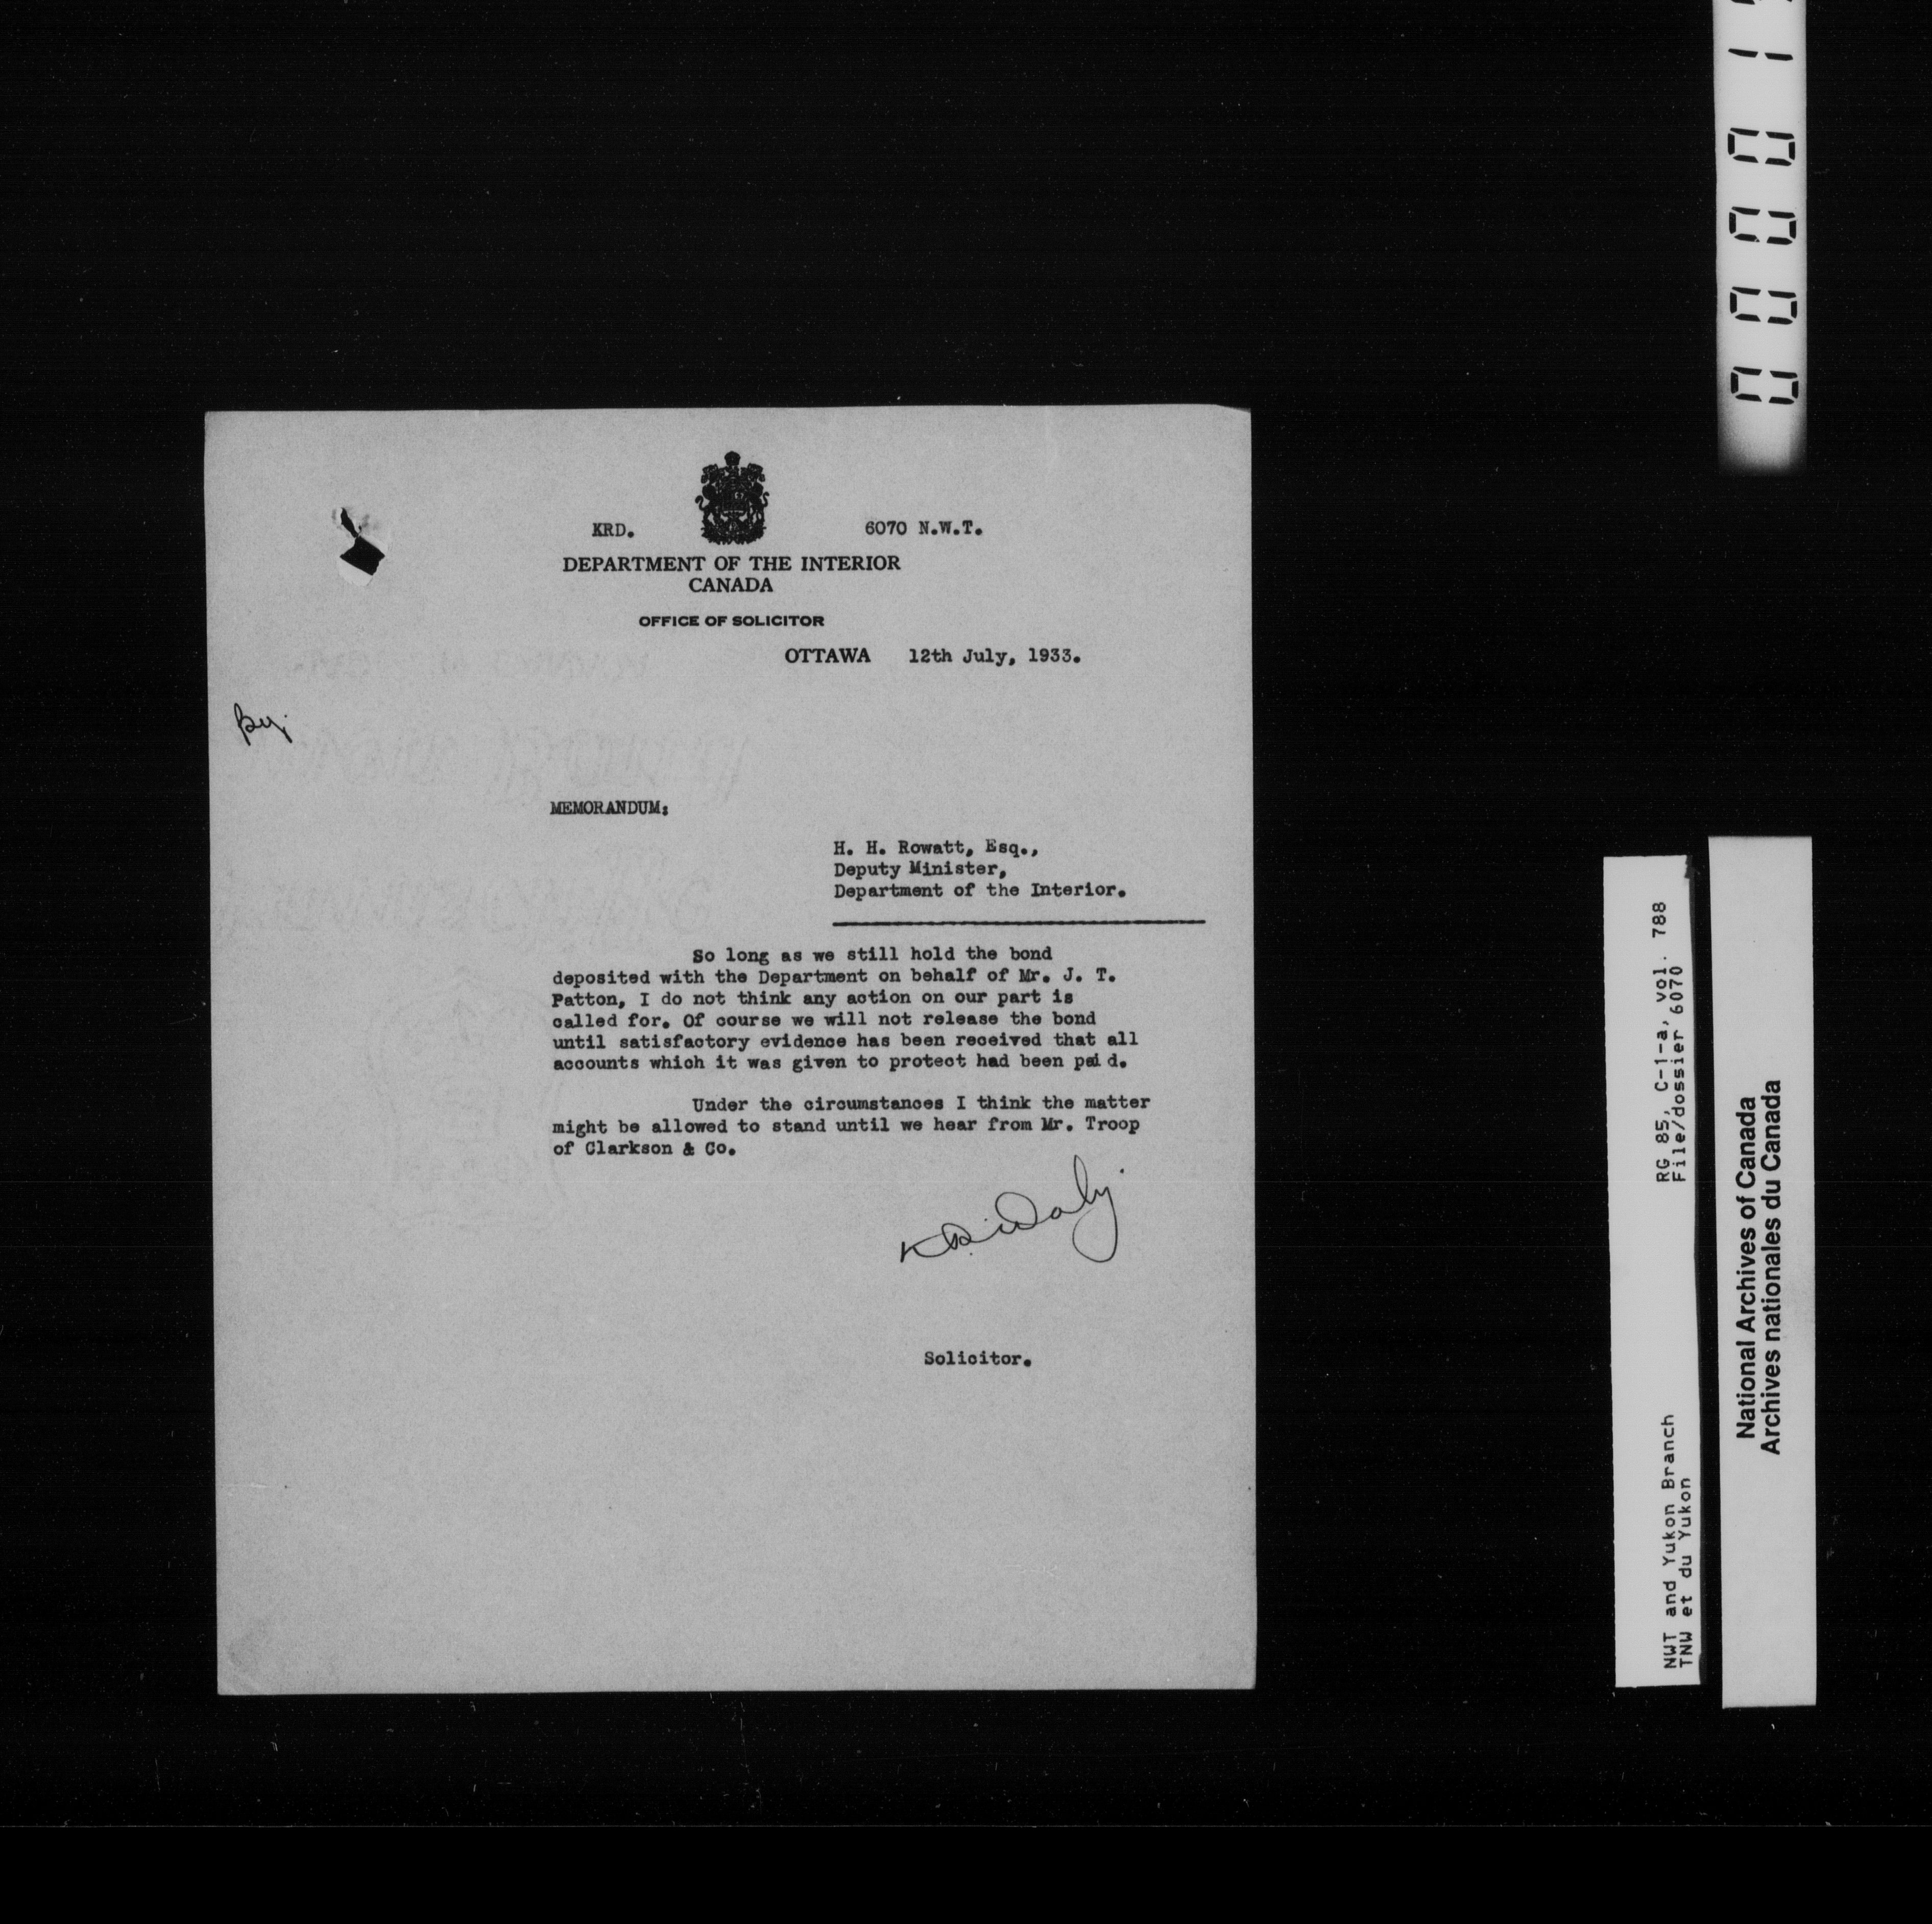 KRD. 6070 N.W.T.
DEPARTMENT OF THE INTERIOR
CANADA
OFFICE OF SOLICITOR
OTTAWA 12th July, 1933.
MEMORANDUM:
H. H. Rowatt, Esq.,
Deputy Minister,
Department of the Interior.
So long as we still hold the bond
deposited with the Department on behalf of Mr. J. T.
Patton, I do not think any action on our part is
called for. Of course we will not release the bond
until satisfactory evidence has been received that all
accounts which it was given to protect had been paid.
Under the circumstances I think the matter
might be allowed to stand until we hear from Mr. Troop
of Clarkson & Co.
K.R. Daly
Solicitor.
RG 85, C-1-a, vol. 788
File/dossier 6070
NWT and Yukon Branch
TNW et du Yukon
National Archives of Canada
Archives nationales du Canada